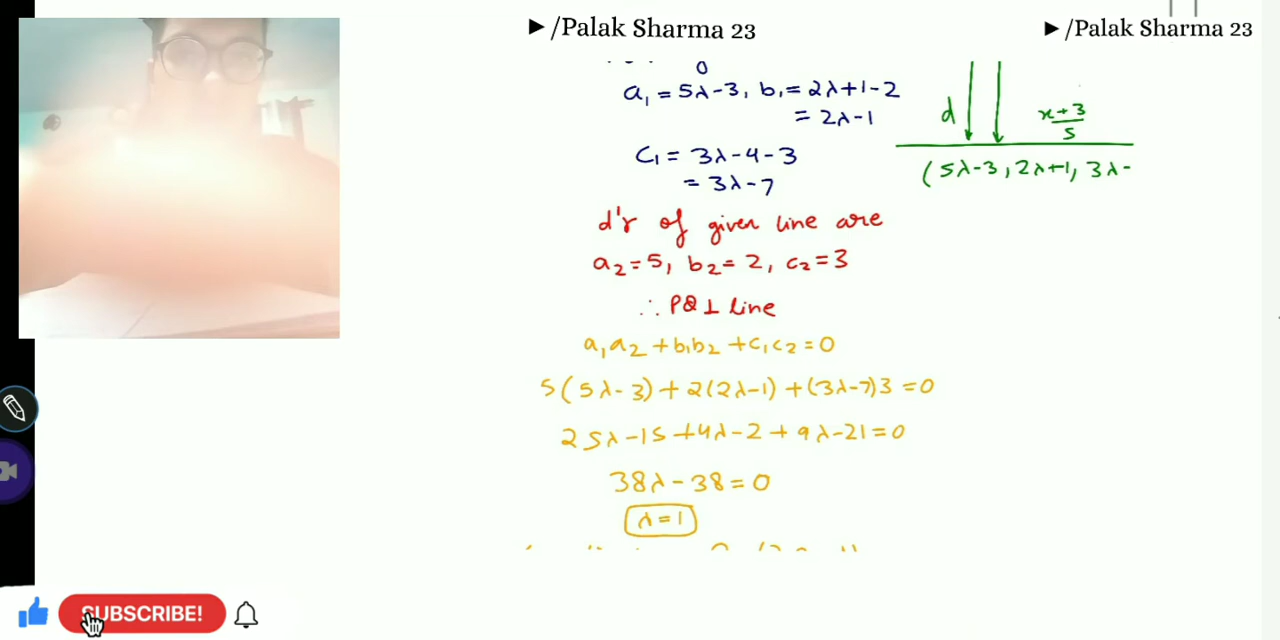 ►/Palak Sharma 23
►/Palak Sharma 23
0
a₁ = 5λ-3, b₁ = 2λ+1-2
= 2λ-1
C₁ = 3λ-4-3
= 3λ-7
d
x+3
5
(5λ-3, 2λ+1, 3λ-
d'r of given line are
a₂=5, b₂= 2, c₂=3
∴ PQ⊥ line
a₁a₂ + b₁b₂ + c₁c₂ = 0
5(5λ-3) + 2(2λ-1) + (3λ-7)3 = 0
25λ-15 + 4λ-2 + 9λ-21 = 0
38λ - 38 = 0
λ = 1
SUBSCRIBE!